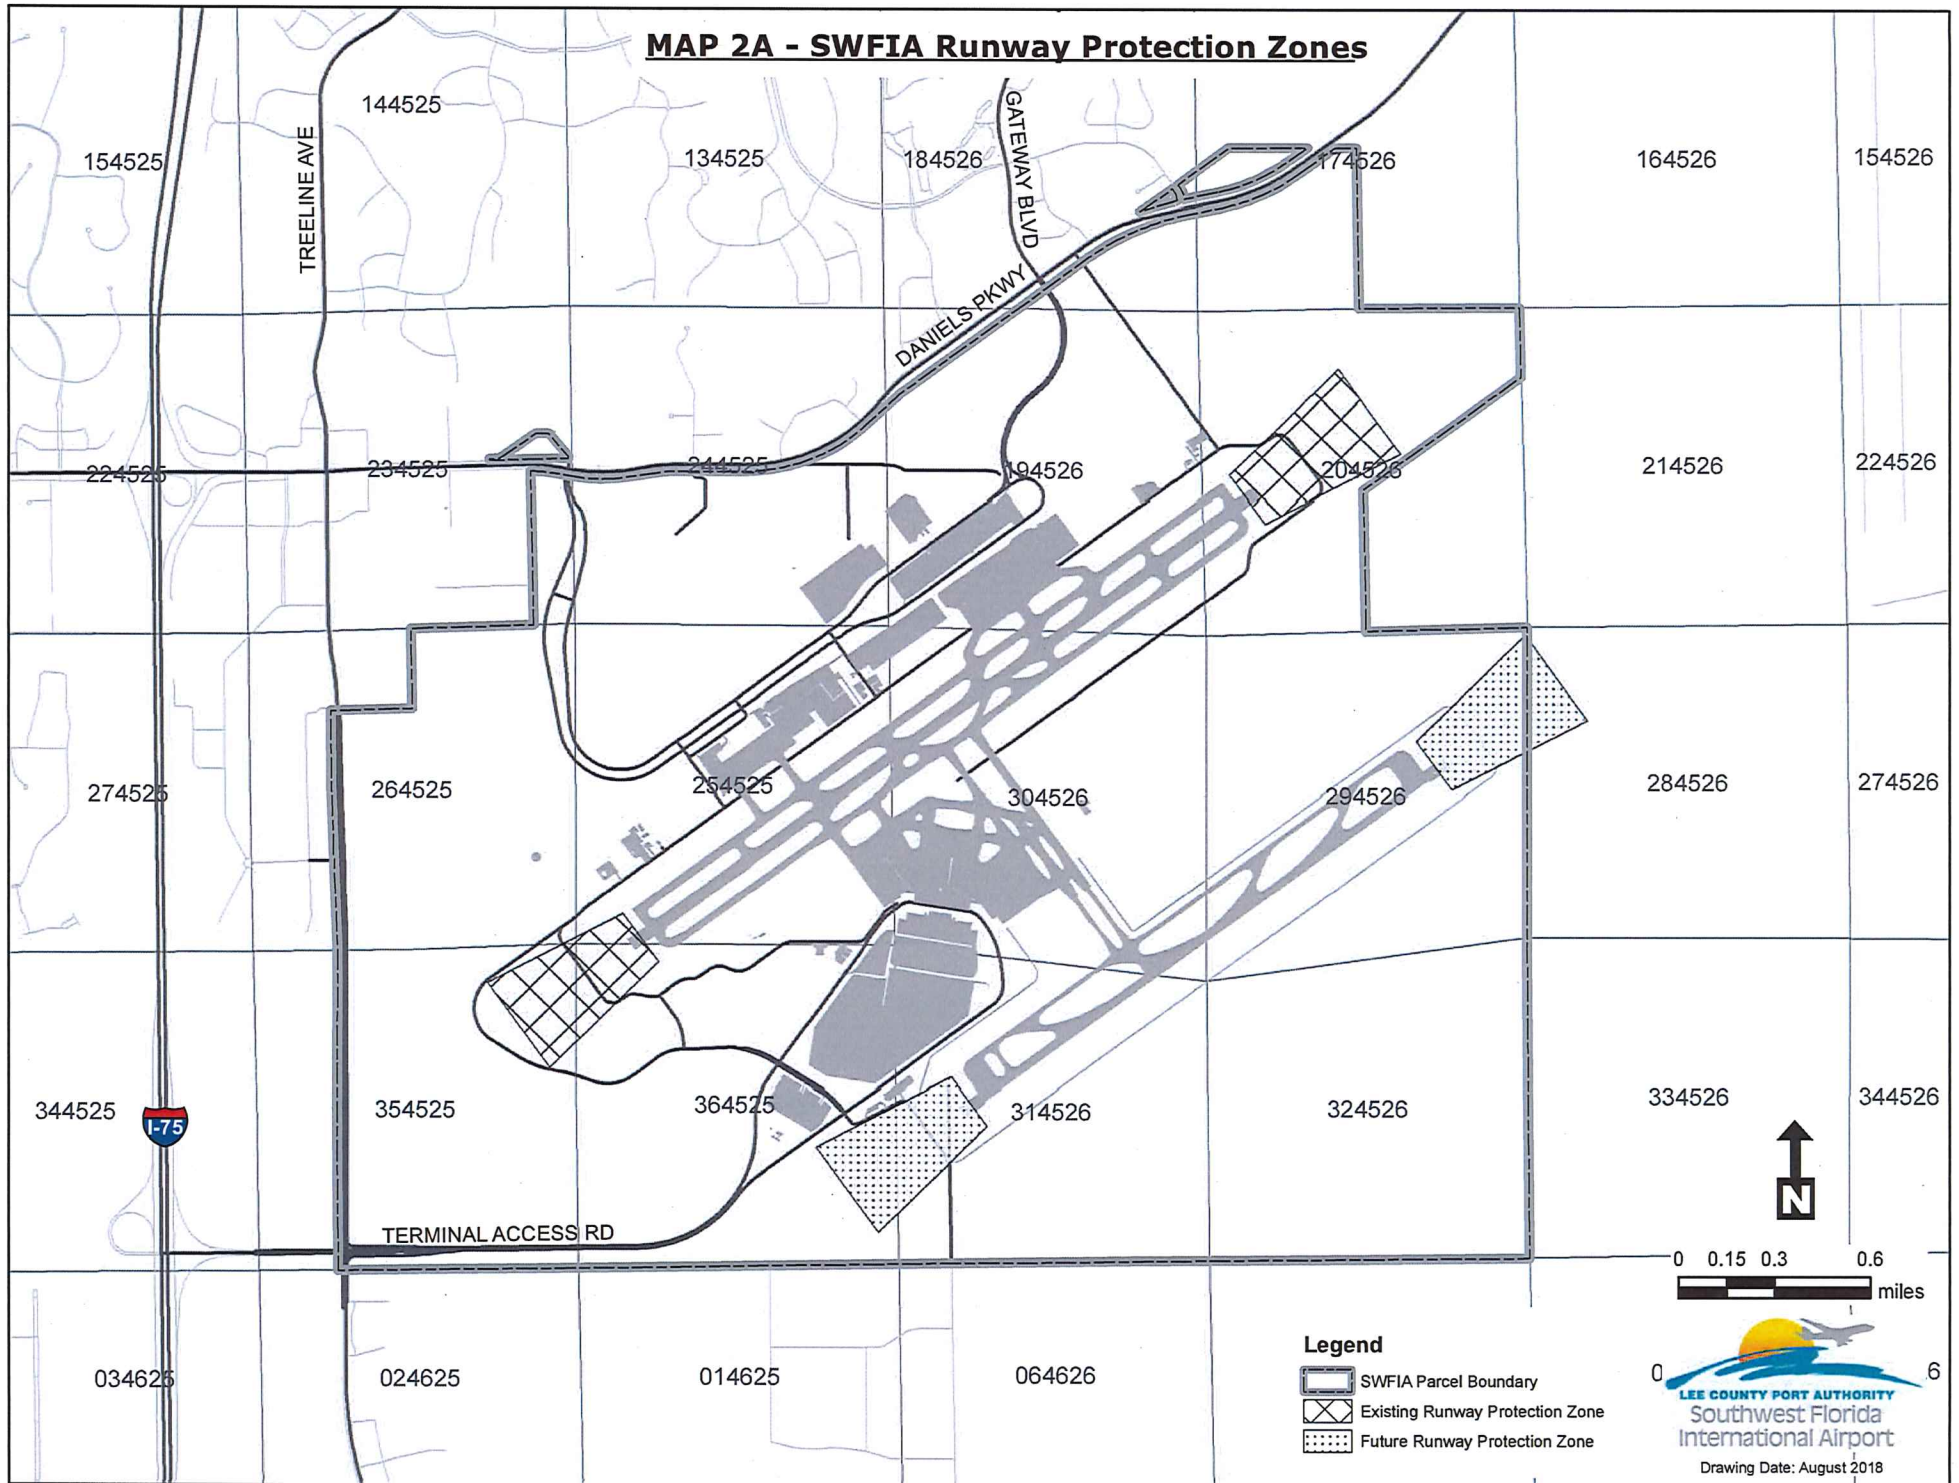 MAP 2A - SWFIA Runway Protection Zones
144525
154525
134525
184526
174526
164526
154526
TREELINE AVE
GATEWAY BLVD
DANIELS PKWY
224525
234525
244525
194526
204526
214526
224526
274525
264525
254525
304526
294526
284526
274526
344525
I-75
354525
364525
314526
324526
334526
344526
N
TERMINAL ACCESS RD
0 0.15 0.3 0.6
miles
034625
024625
014625
064626
0
6
Legend
SWFIA Parcel Boundary
Existing Runway Protection Zone
Future Runway Protection Zone
LEE COUNTY PORT AUTHORITY
Southwest Florida
International Airport
Drawing Date: August 2018